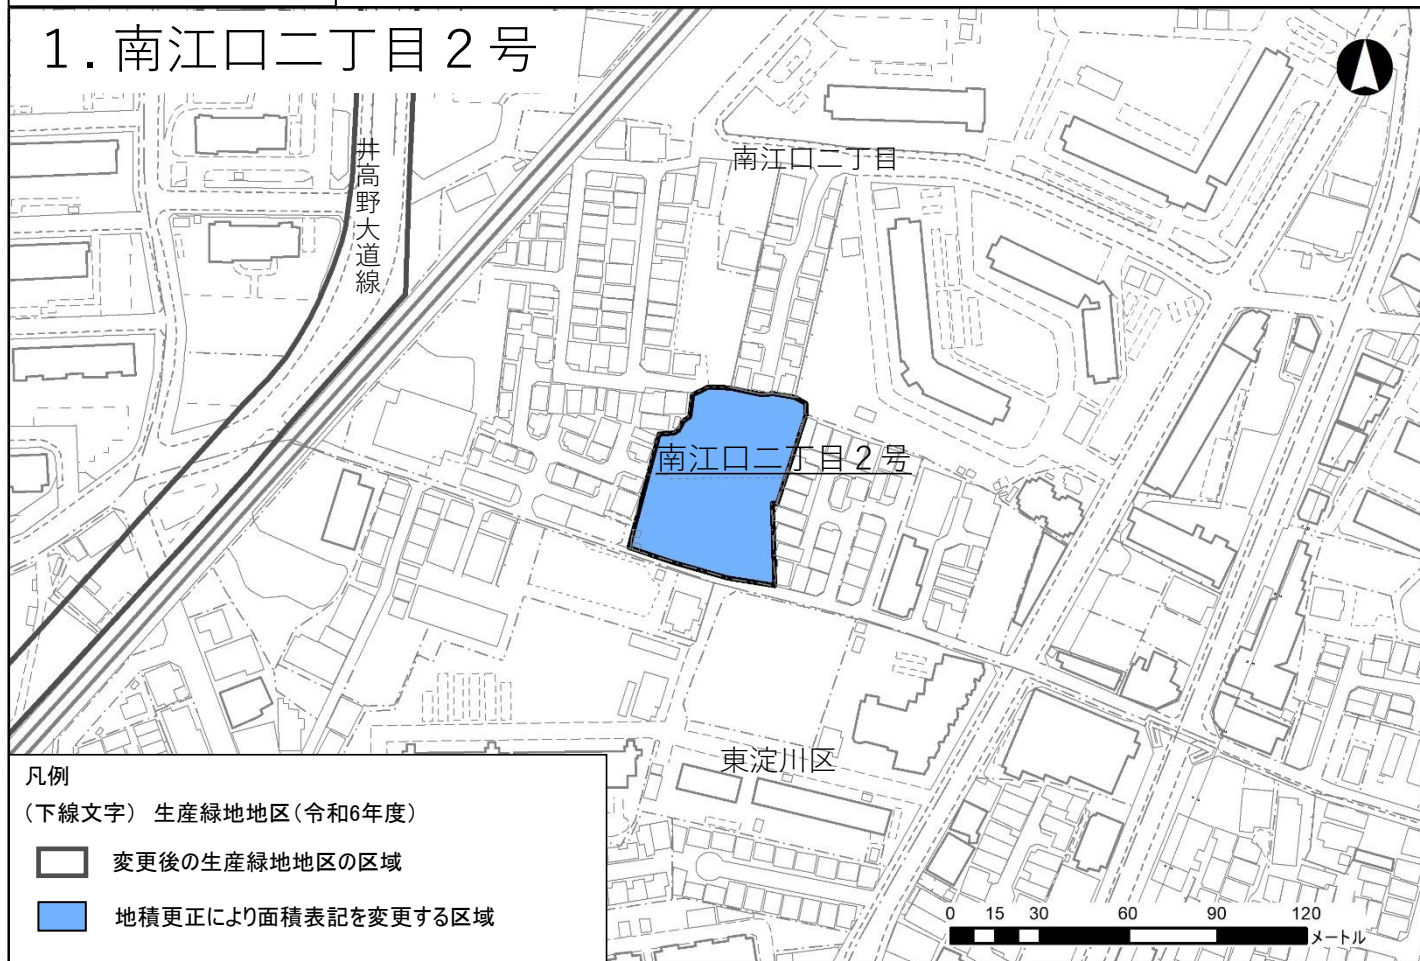 1. 南江口二丁目２号
南江口二丁目
井高野大道線
南江口二丁目２号
東淀川区
凡例
（下線文字） 生産緑地地区（令和6年度）
変更後の生産緑地地区の区域
地積更正により面積表記を変更する区域
0 15 30 60 90 120
メートル